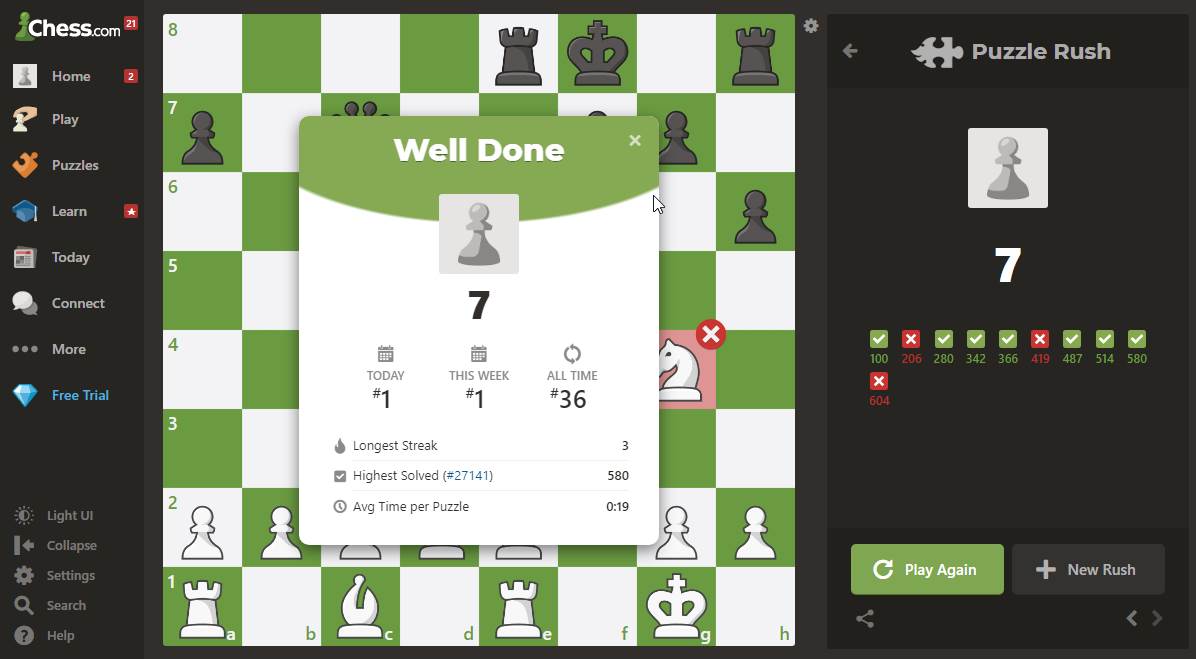 Chess.com 21
Home 2
Play
Puzzles
Learn
Today
Connect
More
Free Trial
Light UI
Collapse
Settings
Search
Help
8
7
6
5
4
3
2
1
a b c d e f g h
Well Done
7
TODAY THIS WEEK ALL TIME
#1 #1 #36
Longest Streak 3
Highest Solved (#27141) 580
Avg Time per Puzzle 0:19
Puzzle Rush
7
100 206 280 342 366 419 487 514 580
604
Play Again New Rush